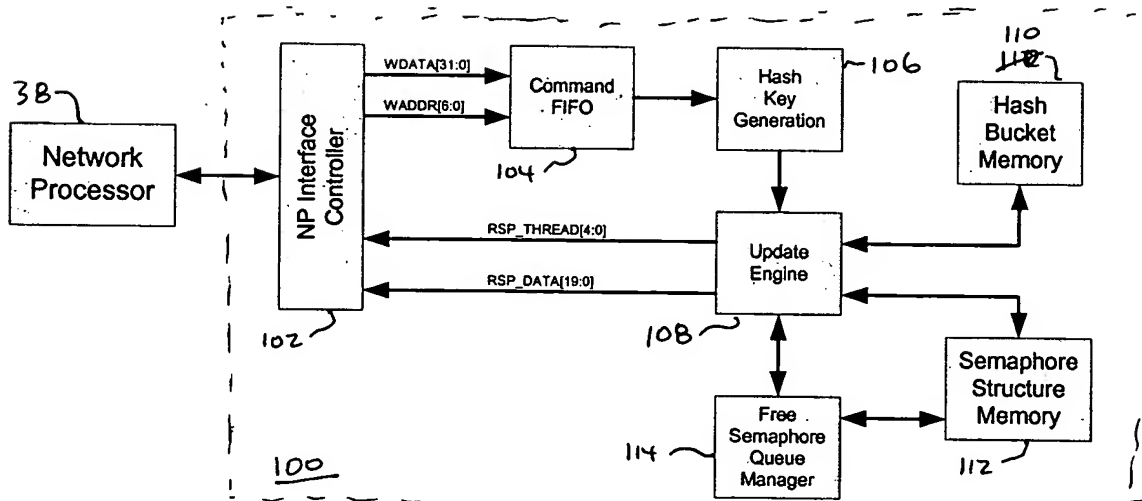 38
Network
Processor
NP Interface
Controller
102
WDATA[31:0]
WADDR[6:0]
Command
FIFO
104
Hash
Key
Generation
106
110
112
Hash
Bucket
Memory
RSP_THREAD[4:0]
RSP_DATA[19:0]
Update
Engine
108
Semaphore
Structure
Memory
112
Free
Semaphore
Queue
Manager
114
100